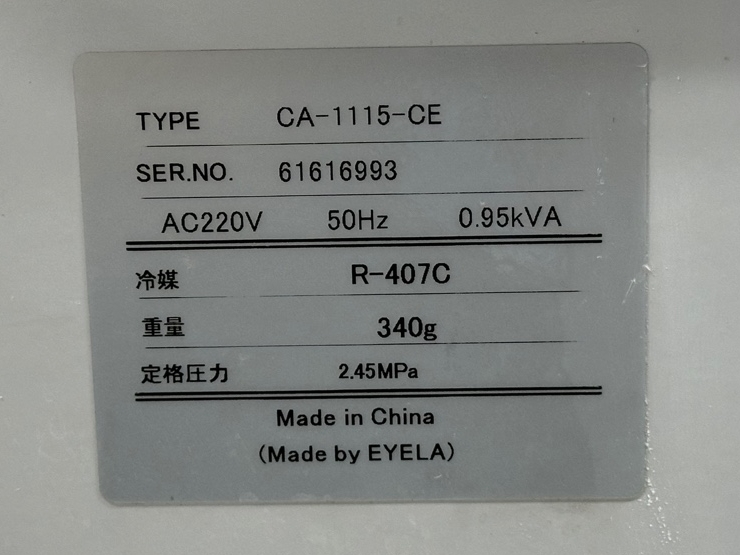 TYPE CA-1115-CE
SER.NO. 61616993
AC220V 50Hz 0.95kVA
冷媒 R-407C
重量 340g
定格圧力 2.45MPa
Made in China
(Made by EYELA)